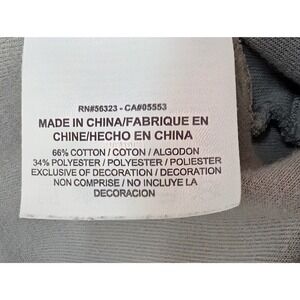 RN#56323 - CA#05553
MADE IN CHINA/FABRIQUE EN
CHINE/HECHO EN CHINA
66% COTTON / COTON / ALGODON
34% POLYESTER / POLYESTER / POLIESTER
EXCLUSIVE OF DECORATION / DECORATION
NON COMPRISE / NO INCLUYE LA
DECORACION